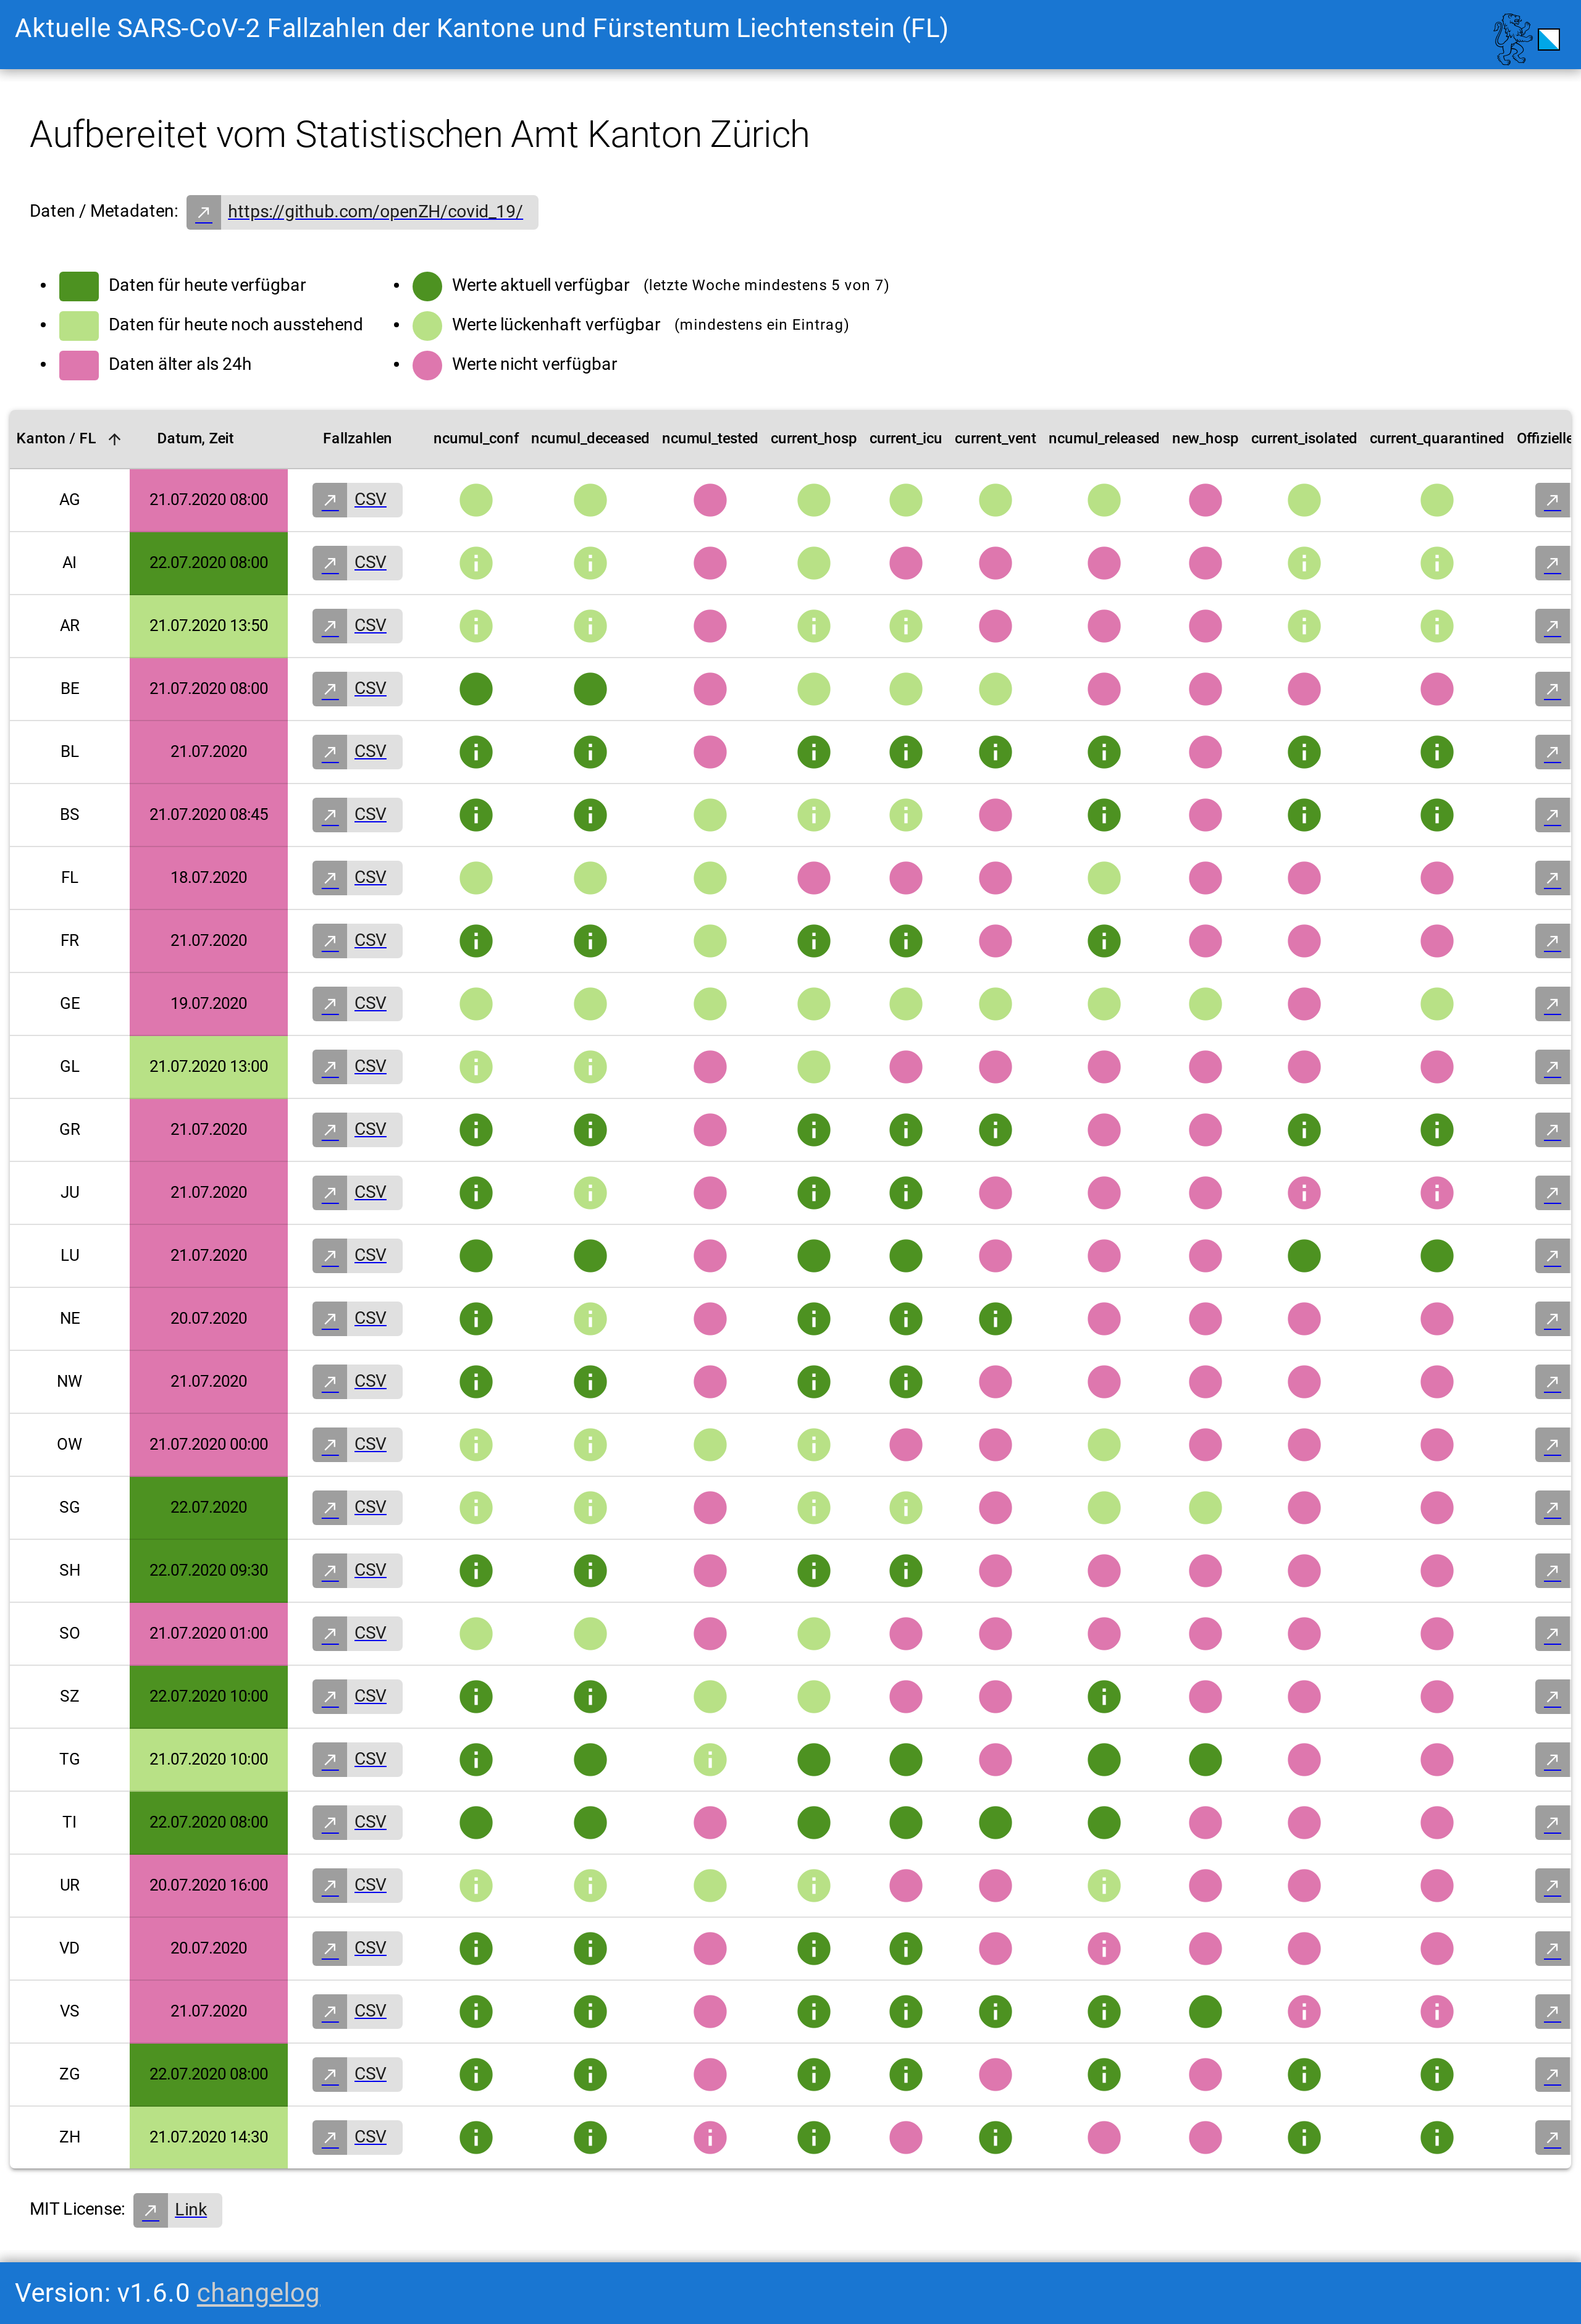 Aktuelle SARS-CoV-2 Fallzahlen der Kantone und Fürstentum Liechtenstein (FL)
Aufbereitet vom Statistischen Amt Kanton Zürich
Daten / Metadaten: https://github.com/openZH/covid_19/
Daten für heute verfügbar
Daten für heute noch ausstehend
Daten älter als 24h
Werte aktuell verfügbar (letzte Woche mindestens 5 von 7)
Werte lückenhaft verfügbar (mindestens ein Eintrag)
Werte nicht verfügbar
Kanton / FL Datum, Zeit Fallzahlen ncumul_conf ncumul_deceased ncumul_tested current_hosp current_icu current_vent ncumul_released new_hosp current_isolated current_quarantined Offizielle
AG 21.07.2020 08:00 CSV
AI 22.07.2020 08:00 CSV
AR 21.07.2020 13:50 CSV
BE 21.07.2020 08:00 CSV
BL 21.07.2020 CSV
BS 21.07.2020 08:45 CSV
FL 18.07.2020 CSV
FR 21.07.2020 CSV
GE 19.07.2020 CSV
GL 21.07.2020 13:00 CSV
GR 21.07.2020 CSV
JU 21.07.2020 CSV
LU 21.07.2020 CSV
NE 20.07.2020 CSV
NW 21.07.2020 CSV
OW 21.07.2020 00:00 CSV
SG 22.07.2020 CSV
SH 22.07.2020 09:30 CSV
SO 21.07.2020 01:00 CSV
SZ 22.07.2020 10:00 CSV
TG 21.07.2020 10:00 CSV
TI 22.07.2020 08:00 CSV
UR 20.07.2020 16:00 CSV
VD 20.07.2020 CSV
VS 21.07.2020 CSV
ZG 22.07.2020 08:00 CSV
ZH 21.07.2020 14:30 CSV
MIT License: Link
Version: v1.6.0 changelog